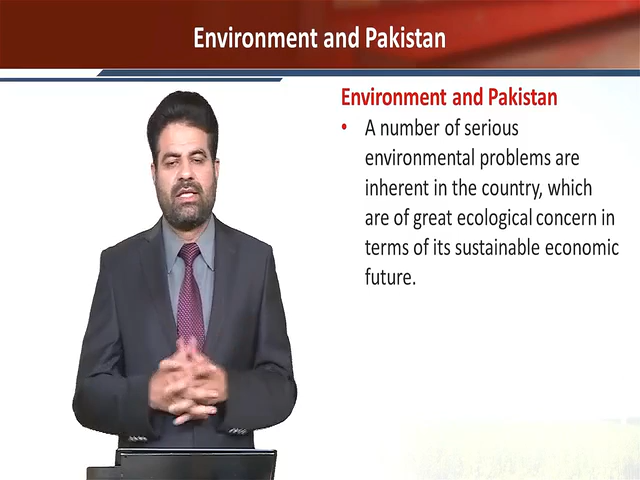 Environment and Pakistan
Environment and Pakistan
• A number of serious
environmental problems are
inherent in the country, which
are of great ecological concern in
terms of its sustainable economic
future.